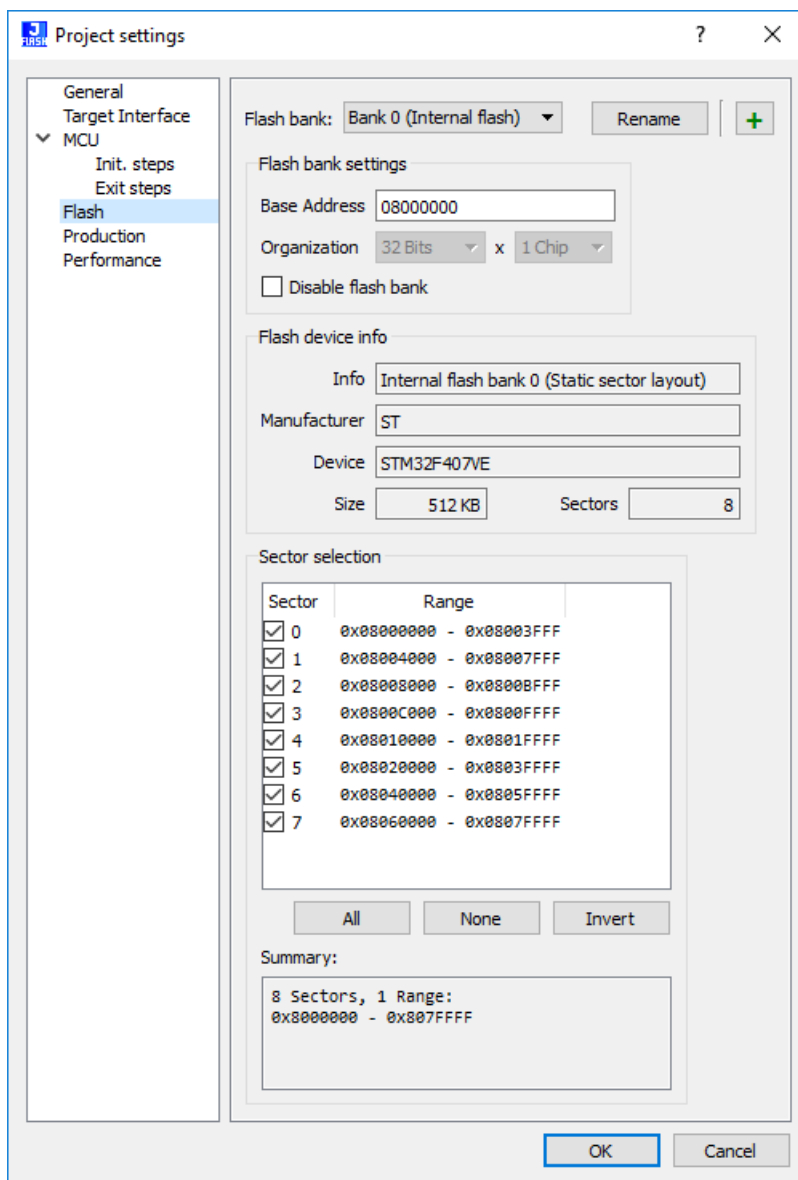 J FLASH Project settings ? X
General
Target Interface
MCU
Init. steps
Exit steps
Flash
Production
Performance
Flash bank: Bank 0 (Internal flash) Rename +
Flash bank settings
Base Address 08000000
Organization 32 Bits x 1 Chip
Disable flash bank
Flash device info
Info Internal flash bank 0 (Static sector layout)
Manufacturer ST
Device STM32F407VE
Size 512 KB Sectors 8
Sector selection
Sector Range
0 0x08000000 - 0x08003FFF
1 0x08004000 - 0x08007FFF
2 0x08008000 - 0x0800BFFF
3 0x0800C000 - 0x0800FFFF
4 0x08010000 - 0x0801FFFF
5 0x08020000 - 0x0803FFFF
6 0x08040000 - 0x0805FFFF
7 0x08060000 - 0x0807FFFF
All None Invert
Summary:
8 Sectors, 1 Range:
0x8000000 - 0x807FFFF
OK Cancel